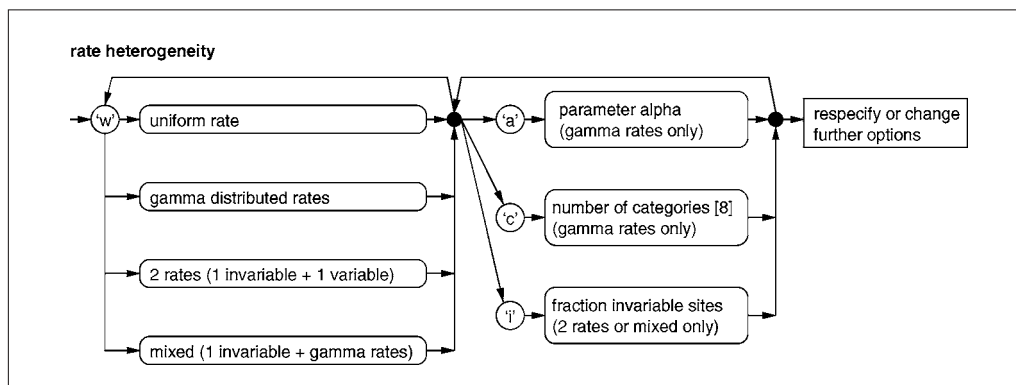 rate heterogeneity
‘w’
uniform rate
gamma distributed rates
2 rates (1 invariable + 1 variable)
mixed (1 invariable + gamma rates)
‘a’
parameter alpha
(gamma rates only)
‘c’
number of categories [8]
(gamma rates only)
‘i’
fraction invariable sites
(2 rates or mixed only)
respecify or change
further options